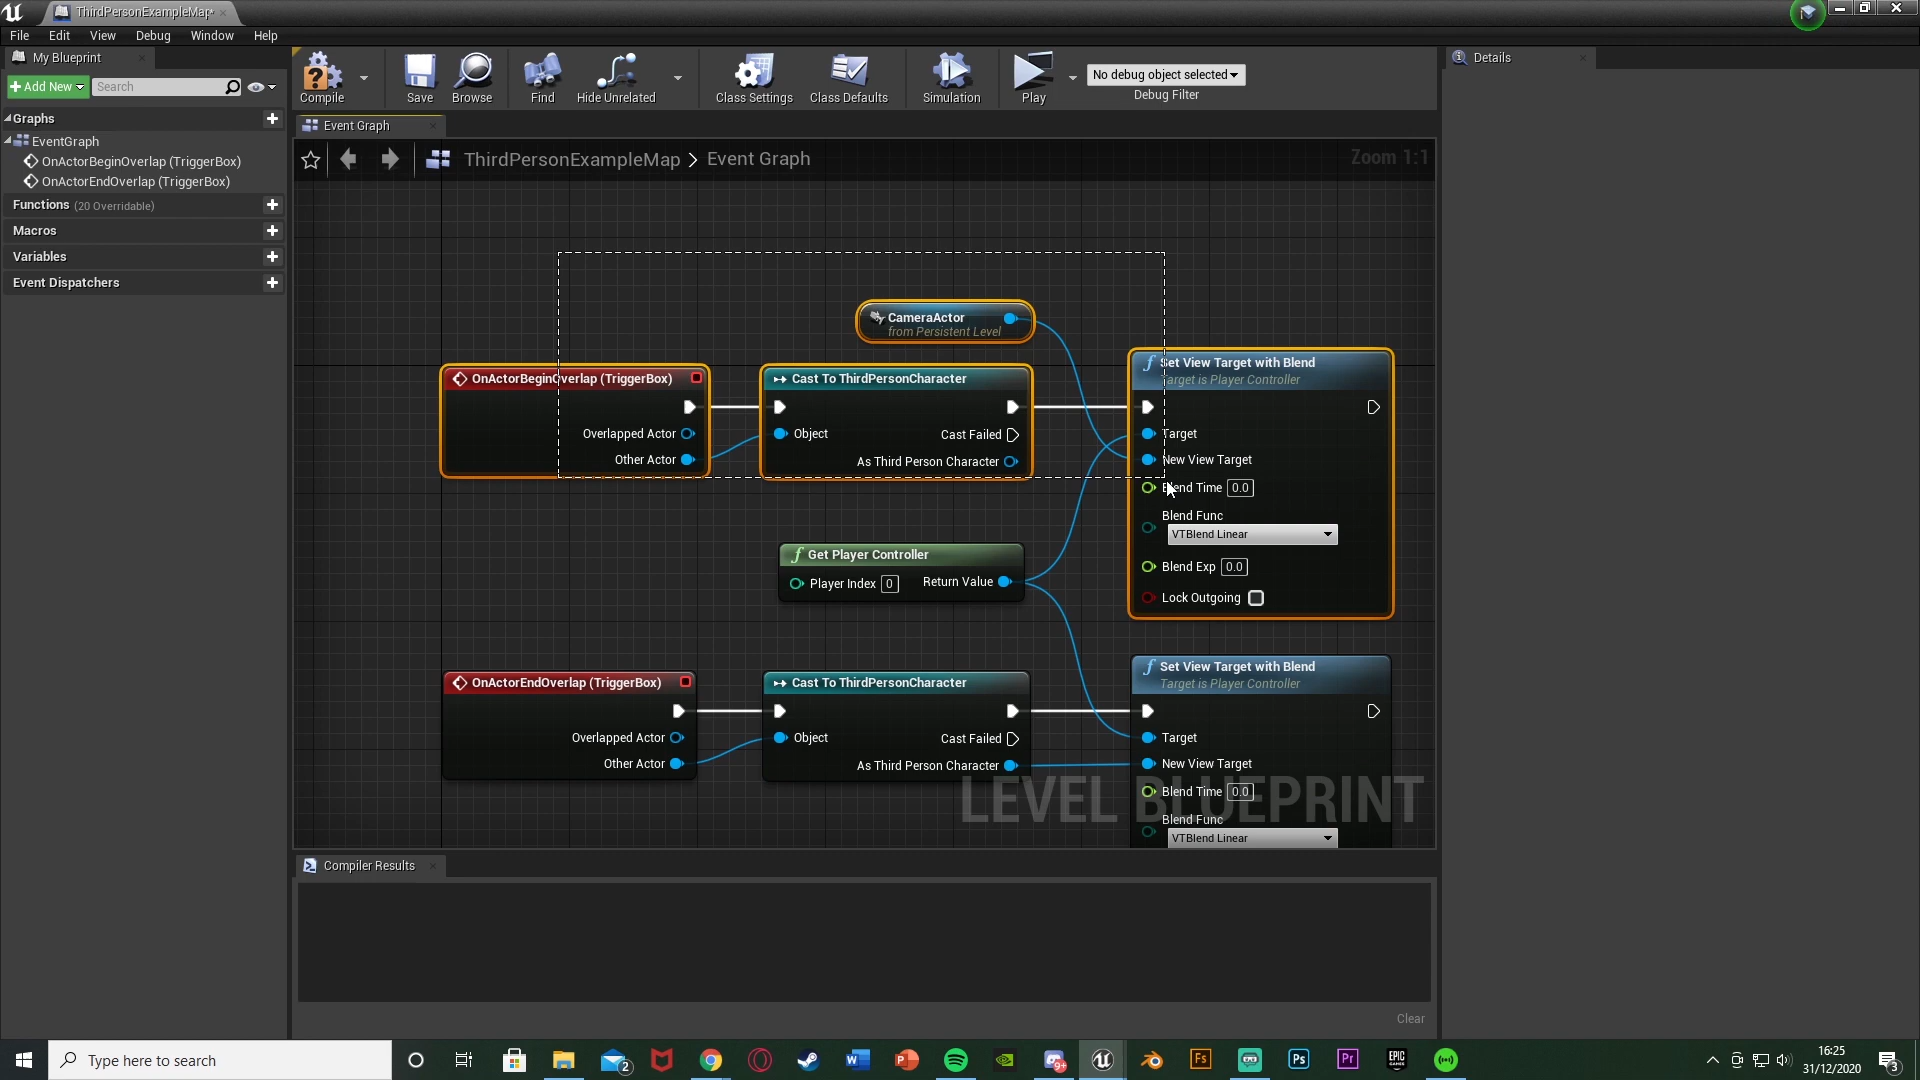 ThirdPersonExampleMap*
File Edit View Debug Window Help
My Blueprint
Add New
Search
Graphs
EventGraph
OnActorBeginOverlap (TriggerBox)
OnActorEndOverlap (TriggerBox)
Functions (20 Overridable)
Macros
Variables
Event Dispatchers
Compile
Save
Browse
Find
Hide Unrelated
Class Settings
Class Defaults
Simulation
Play
No debug object selected
Debug Filter
Details
Event Graph
ThirdPersonExampleMap > Event Graph
Zoom 1:1
CameraActor
from Persistent Level
OnActorBeginOverlap (TriggerBox)
Overlapped Actor
Other Actor
Cast To ThirdPersonCharacter
Object
Cast Failed
As Third Person Character
Set View Target with Blend
Target is Player Controller
Target
New View Target
Blend Time 0.0
Blend Func
VTBlend Linear
Blend Exp 0.0
Lock Outgoing
Get Player Controller
Player Index 0
Return Value
OnActorEndOverlap (TriggerBox)
Overlapped Actor
Other Actor
Cast To ThirdPersonCharacter
Object
Cast Failed
As Third Person Character
Set View Target with Blend
Target is Player Controller
Target
New View Target
Blend Time 0.0
Blend Func
VTBlend Linear
LEVEL BLUEPRINT
Compiler Results
Clear
Type here to search
2
W
P
9+
Fs
Ps
Pr
EPIC
GAMES
16:25
31/12/2020
3